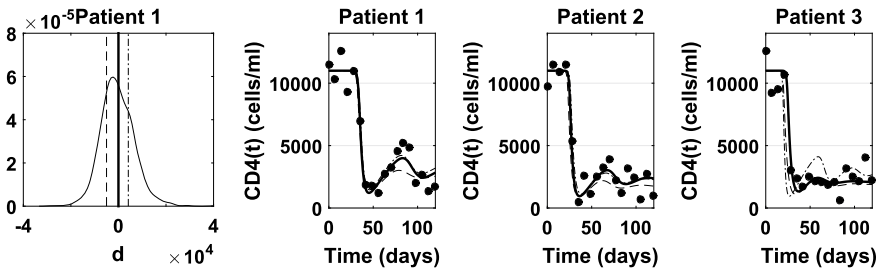 × 10^-5 Patient 1
8
6
4
2
0
-4 0 4
d × 10^4
Patient 1
CD4(t) (cells/ml)
10000
5000
0
0 50 100
Time (days)
Patient 2
CD4(t) (cells/ml)
10000
5000
0
0 50 100
Time (days)
Patient 3
CD4(t) (cells/ml)
10000
5000
0
0 50 100
Time (days)